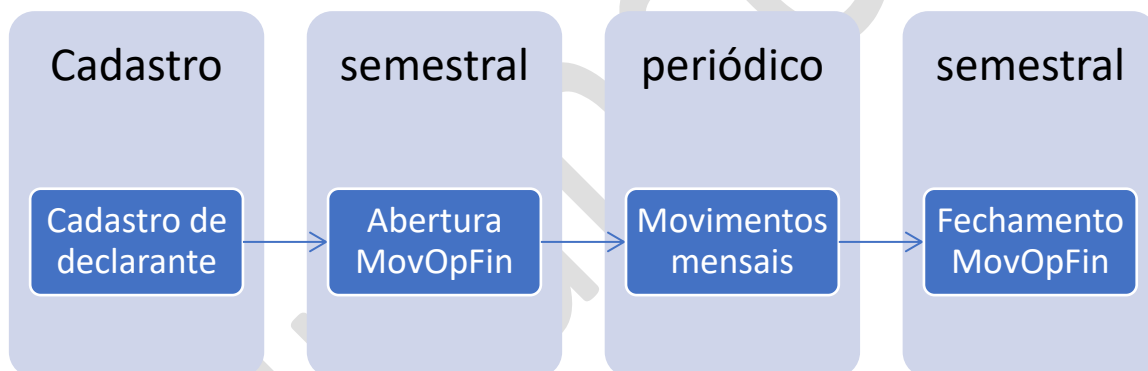 Cadastro
semestral
periódico
semestral
Cadastro de
declarante
Abertura
MovOpFin
Movimentos
mensais
Fechamento
MovOpFin